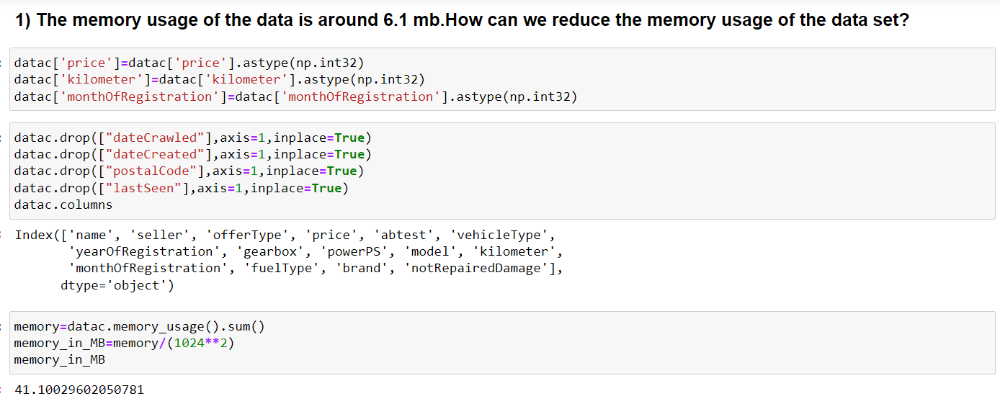 1) The memory usage of the data is around 6.1 mb.How can we reduce the memory usage of the data set?
datac['price']=datac['price'].astype(np.int32)
datac['kilometer']=datac['kilometer'].astype(np.int32)
datac['monthOfRegistration']=datac['monthOfRegistration'].astype(np.int32)
datac.drop(["dateCrawled"],axis=1,inplace=True)
datac.drop(["dateCreated"],axis=1,inplace=True)
datac.drop(["postalCode"],axis=1,inplace=True)
datac.drop(["lastSeen"],axis=1,inplace=True)
datac.columns
Index(['name', 'seller', 'offerType', 'price', 'abtest', 'vehicleType',
'yearOfRegistration', 'gearbox', 'powerPS', 'model', 'kilometer',
'monthOfRegistration', 'fuelType', 'brand', 'notRepairedDamage'],
dtype='object')
memory=datac.memory_usage().sum()
memory_in_MB=memory/(1024**2)
memory_in_MB
41.10029602050781